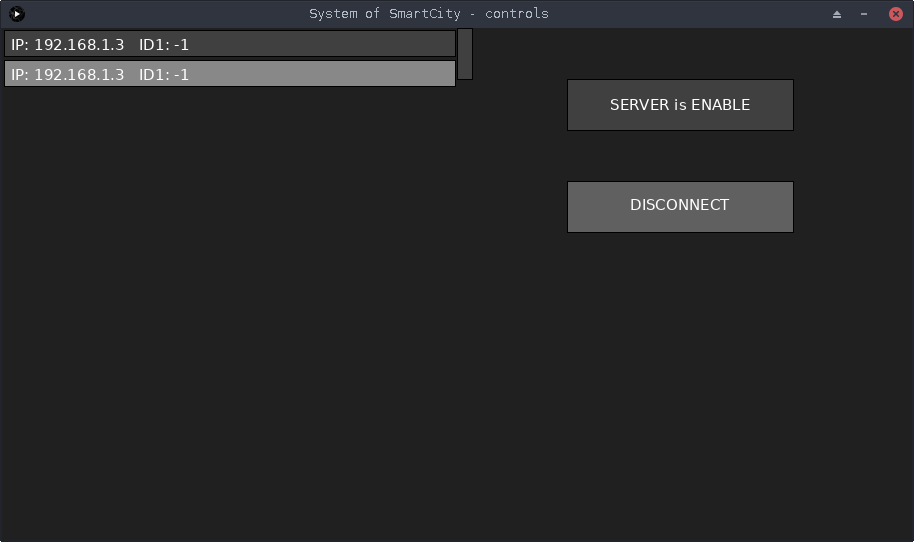 System of SmartCity - controls
IP: 192.168.1.3   ID1: -1
IP: 192.168.1.3   ID1: -1
SERVER is ENABLE
DISCONNECT